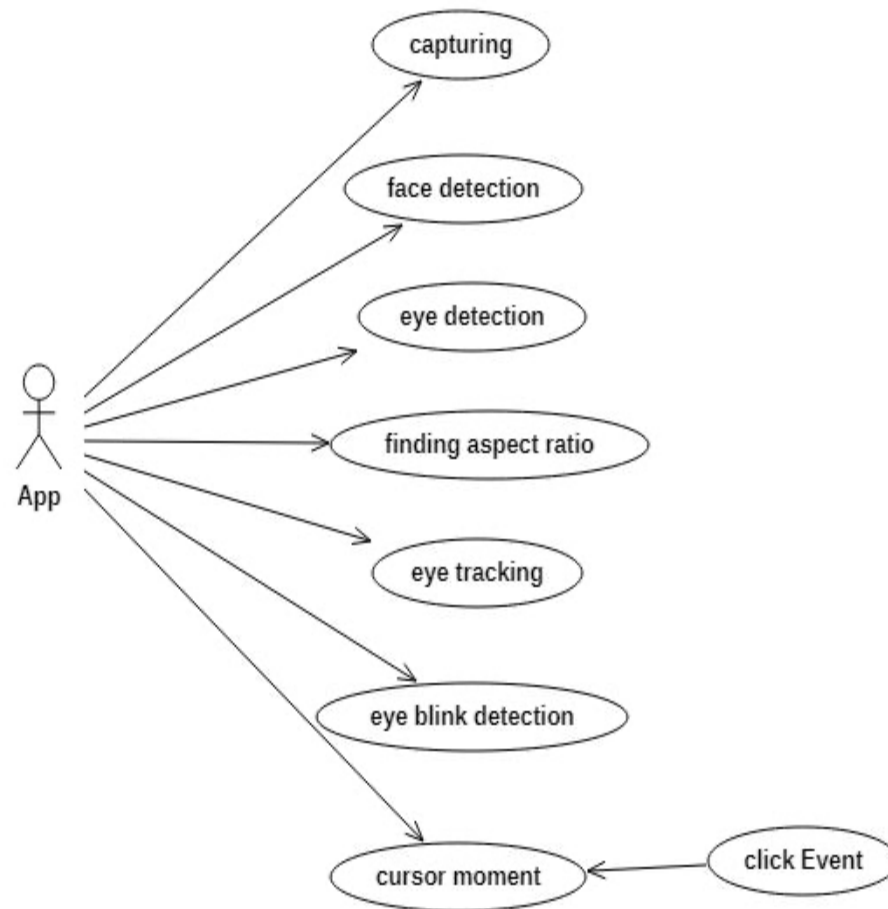 capturing
face detection
eye detection
finding aspect ratio
App
eye tracking
eye blink detection
cursor moment
click Event